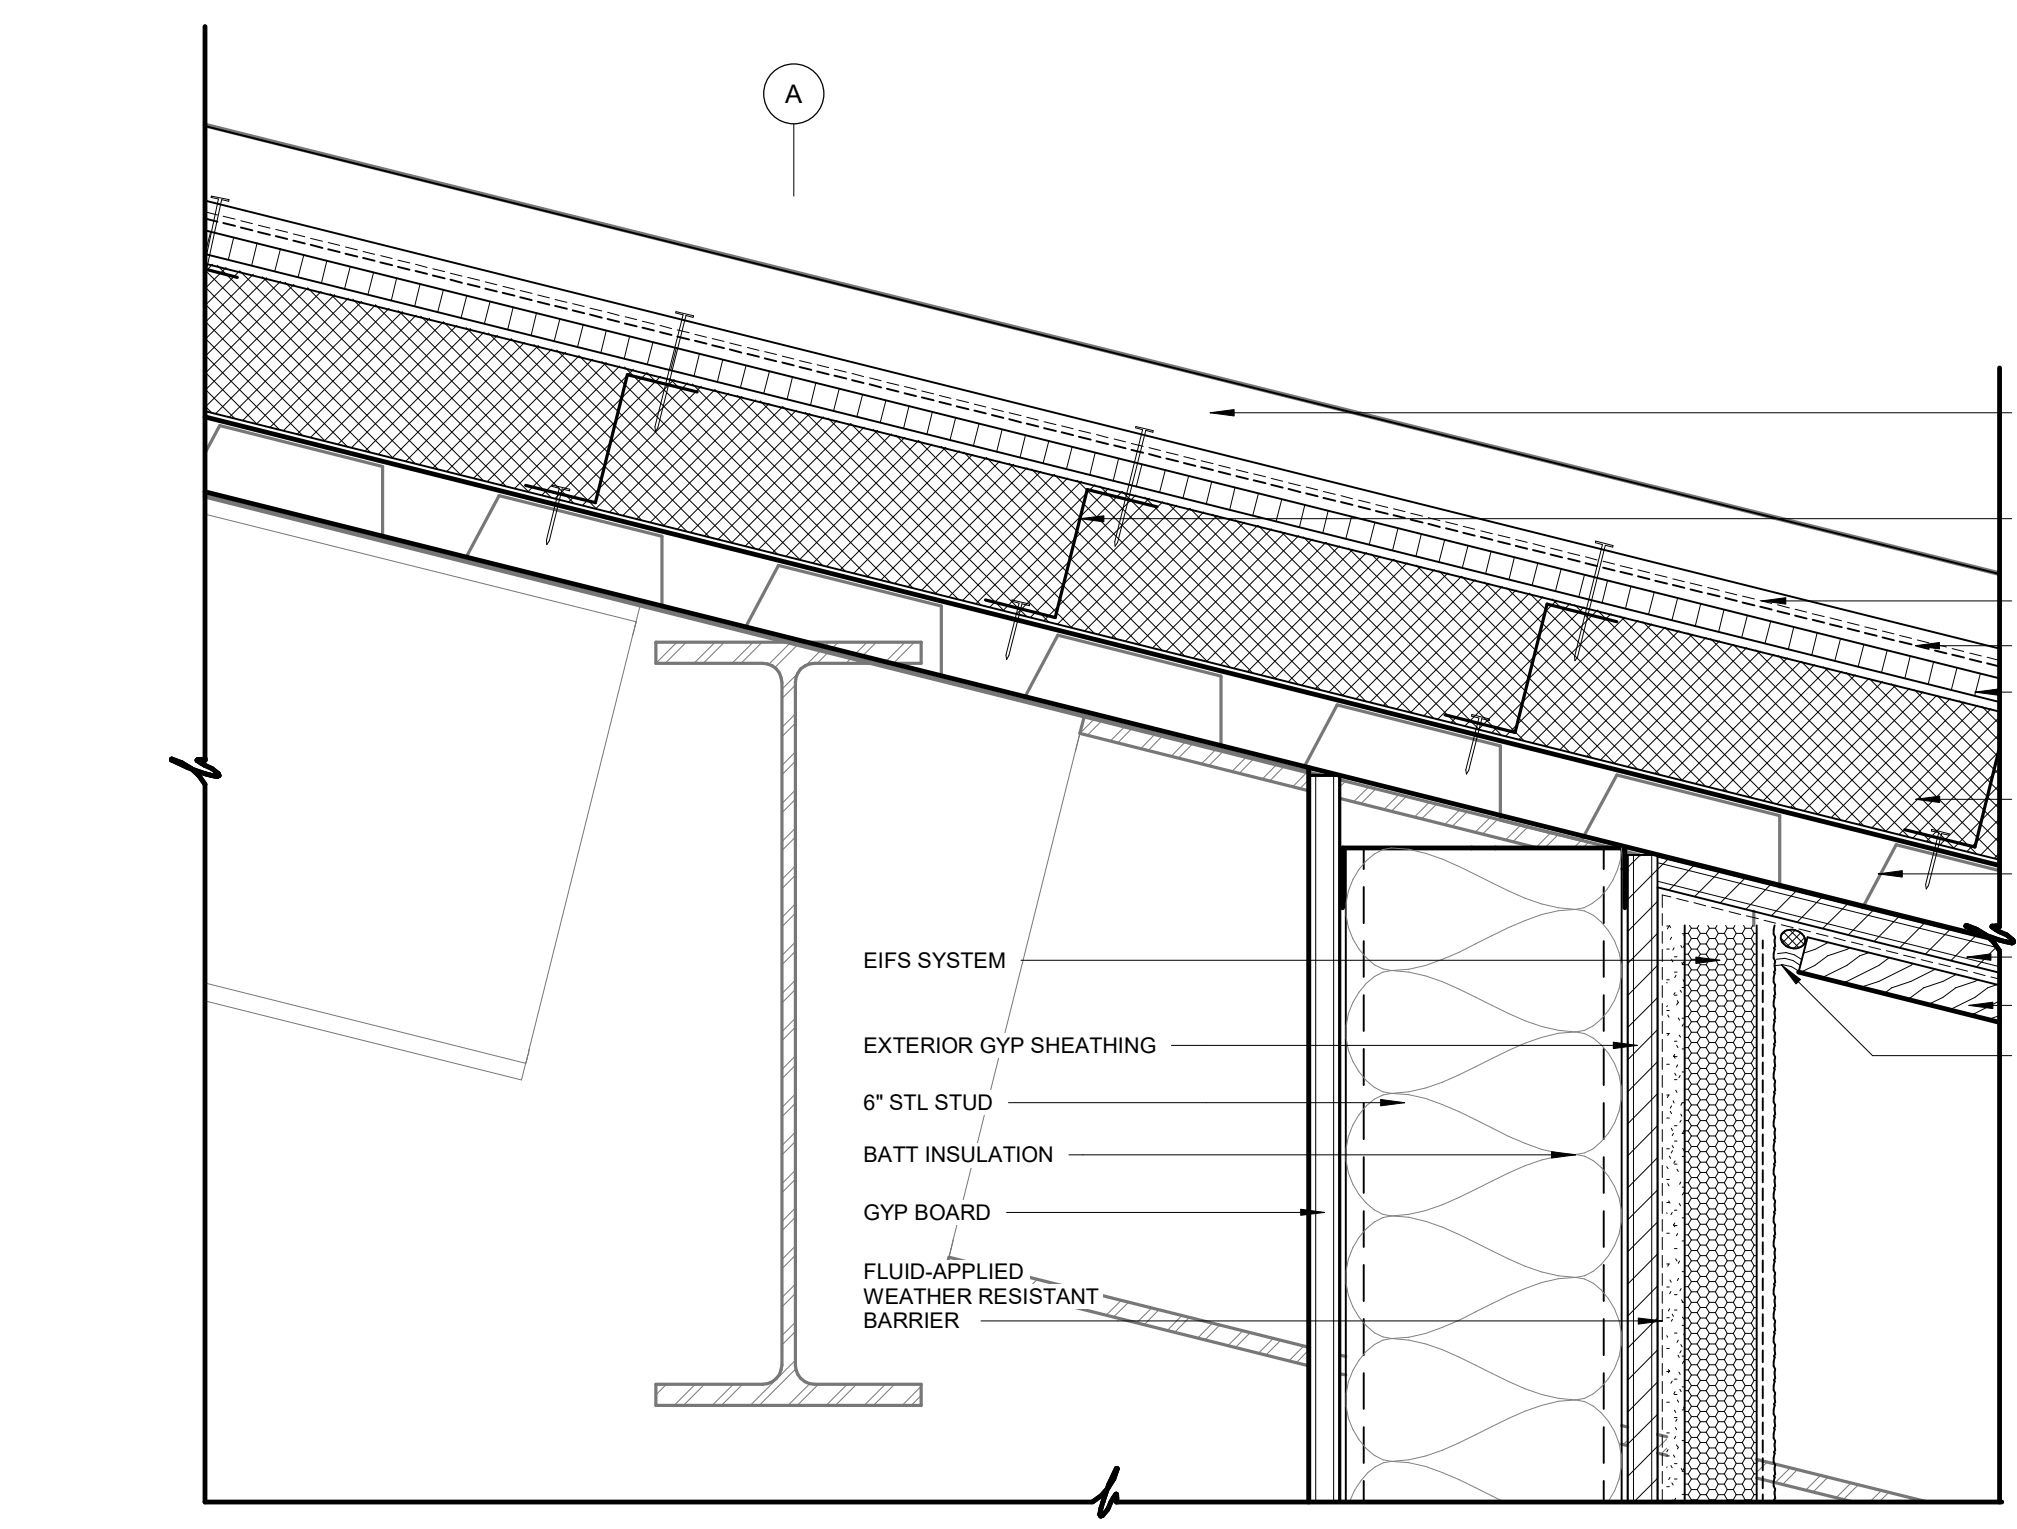 A
EIFS SYSTEM
EXTERIOR GYP SHEATHING
6" STL STUD
BATT INSULATION
GYP BOARD
FLUID-APPLIED
WEATHER RESISTANT
BARRIER